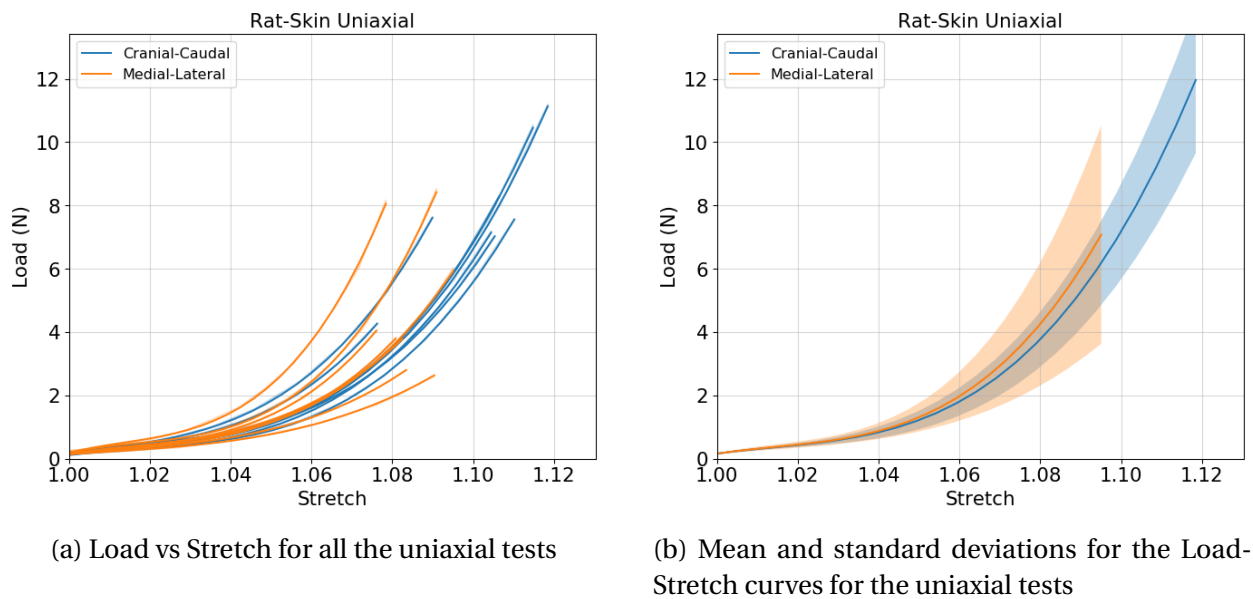 Rat-Skin Uniaxial
Cranial-Caudal
Medial-Lateral
Load (N)
12
10
8
6
4
2
0
1.00 1.02 1.04 1.06 1.08 1.10 1.12
Stretch
(a) Load vs Stretch for all the uniaxial tests
Rat-Skin Uniaxial
Cranial-Caudal
Medial-Lateral
Load (N)
12
10
8
6
4
2
0
1.00 1.02 1.04 1.06 1.08 1.10 1.12
Stretch
(b) Mean and standard deviations for the Load-
Stretch curves for the uniaxial tests